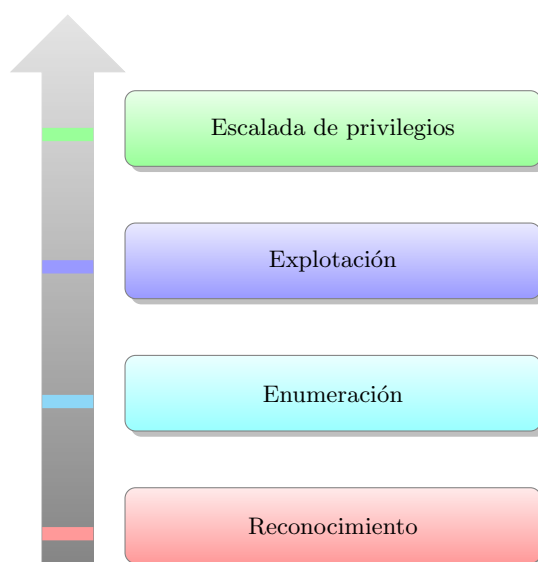 Escalada de privilegios
Explotación
Enumeración
Reconocimiento